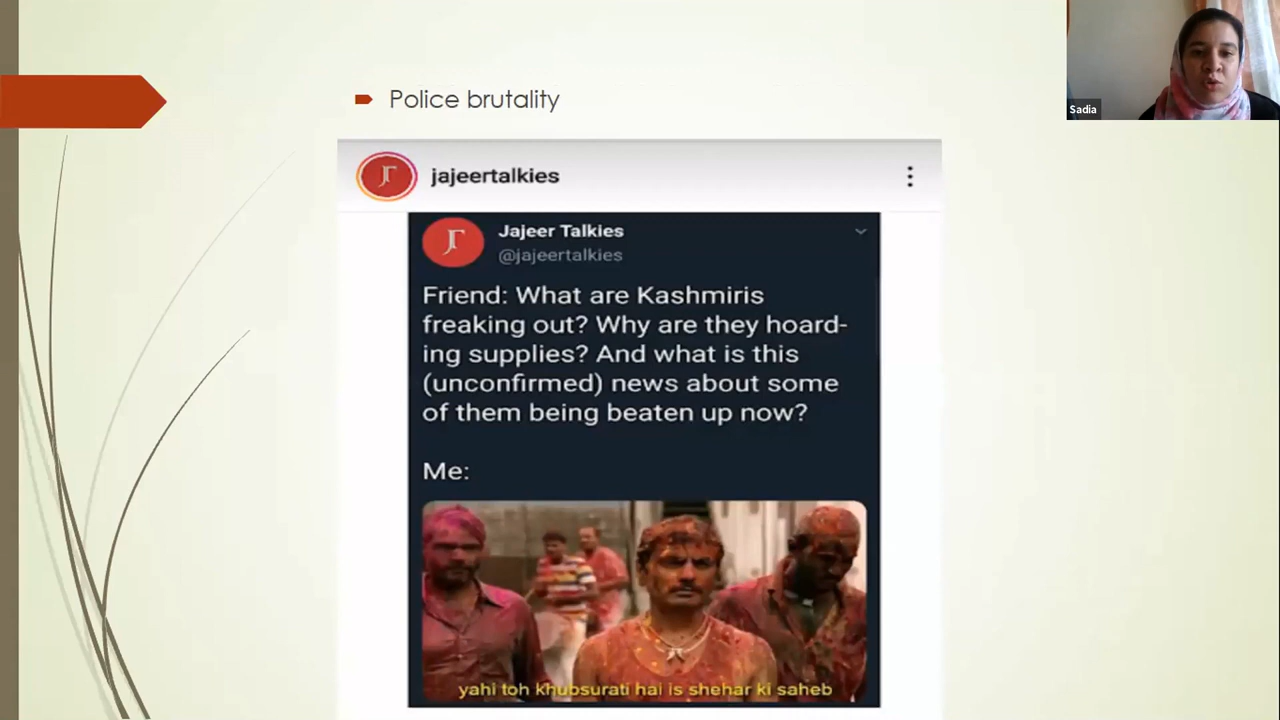 Police brutality
Sadia
jajeertalkies
Jajeer Talkies
@jajeertalkies
Friend: What are Kashmiris
freaking out? Why are they hoard-
ing supplies? And what is this
(unconfirmed) news about some
of them being beaten up now?
Me:
yahi toh khubsurati hai is shehar ki saheb